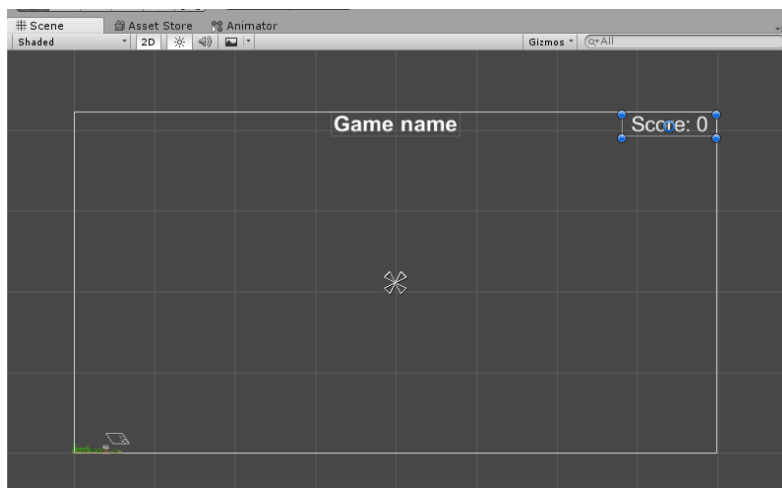 Scene Asset Store Animator
Shaded 2D Gizmos All
Game name Score: 0